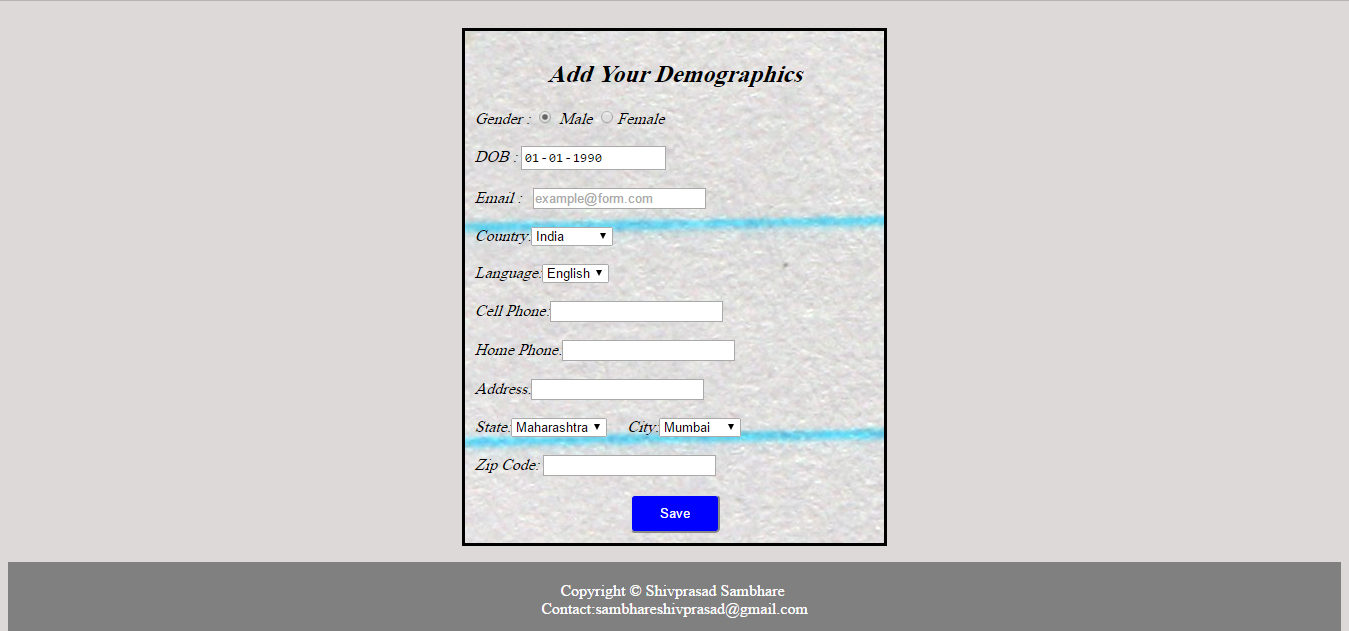 Add Your Demographics
Gender : Male Female
DOB : 01-01-1990
Email : example@form.com
Country: India
Language: English
Cell Phone:
Home Phone:
Address:
State: Maharashtra City: Mumbai
Zip Code:
Save
Copyright © Shivprasad Sambhare
Contact:sambhareshivprasad@gmail.com